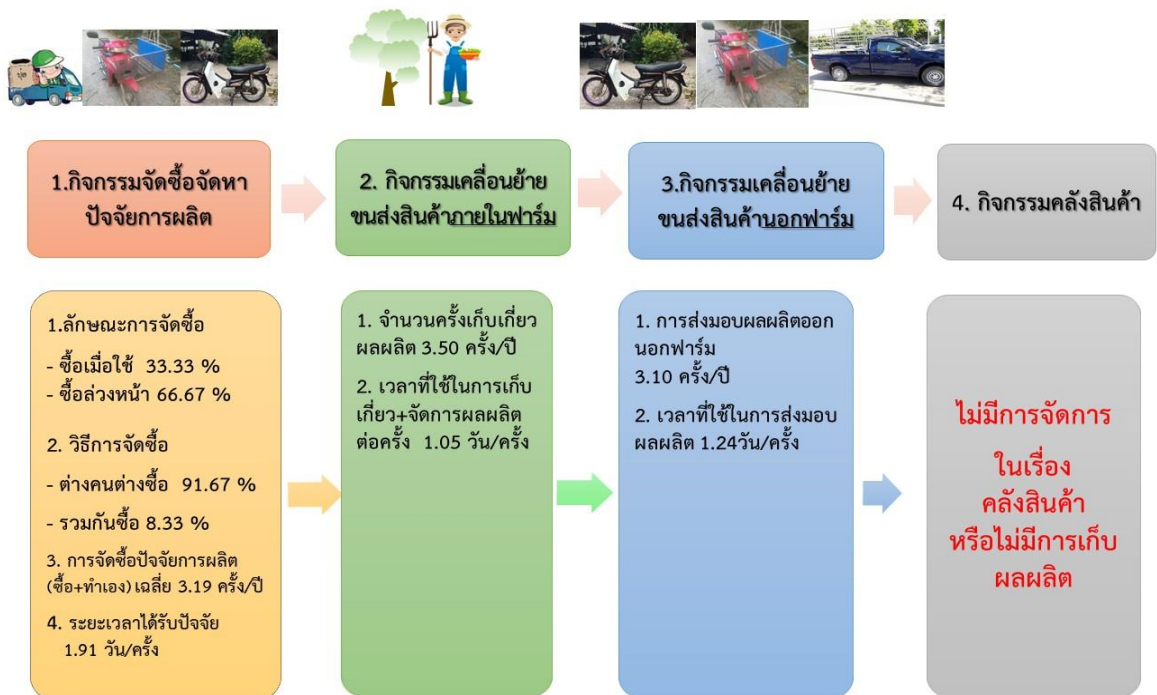 1.กิจกรรมจัดซื้อจัดหา
ปัจจัยการผลิต
2. กิจกรรมเคลื่อนย้าย
ขนส่งสินค้าภายในฟาร์ม
3.กิจกรรมเคลื่อนย้าย
ขนส่งสินค้านอกฟาร์ม
4. กิจกรรมคลังสินค้า
1.ลักษณะการจัดซื้อ
- ซื้อเมื่อใช้ 33.33 %
- ซื้อล่วงหน้า 66.67 %
2. วิธีการจัดซื้อ
- ต่างคนต่างซื้อ 91.67 %
- รวมกันซื้อ 8.33 %
3. การจัดซื้อปัจจัยการผลิต
(ซื้อ+ทำเอง) เฉลี่ย 3.19 ครั้ง/ปี
4. ระยะเวลาได้รับปัจจัย
1.91 วัน/ครั้ง
1. จำนวนครั้งเก็บเกี่ยว
ผลผลิต 3.50 ครั้ง/ปี
2. เวลาที่ใช้ในการเก็บ
เกี่ยว+จัดการผลผลิต
ต่อครั้ง 1.05 วัน/ครั้ง
1. การส่งมอบผลผลิตออก
นอกฟาร์ม
3.10 ครั้ง/ปี
2. เวลาที่ใช้ในการส่งมอบ
ผลผลิต 1.24วัน/ครั้ง
ไม่มีการจัดการ
ในเรื่อง
คลังสินค้า
หรือไม่มีการเก็บ
ผลผลิต